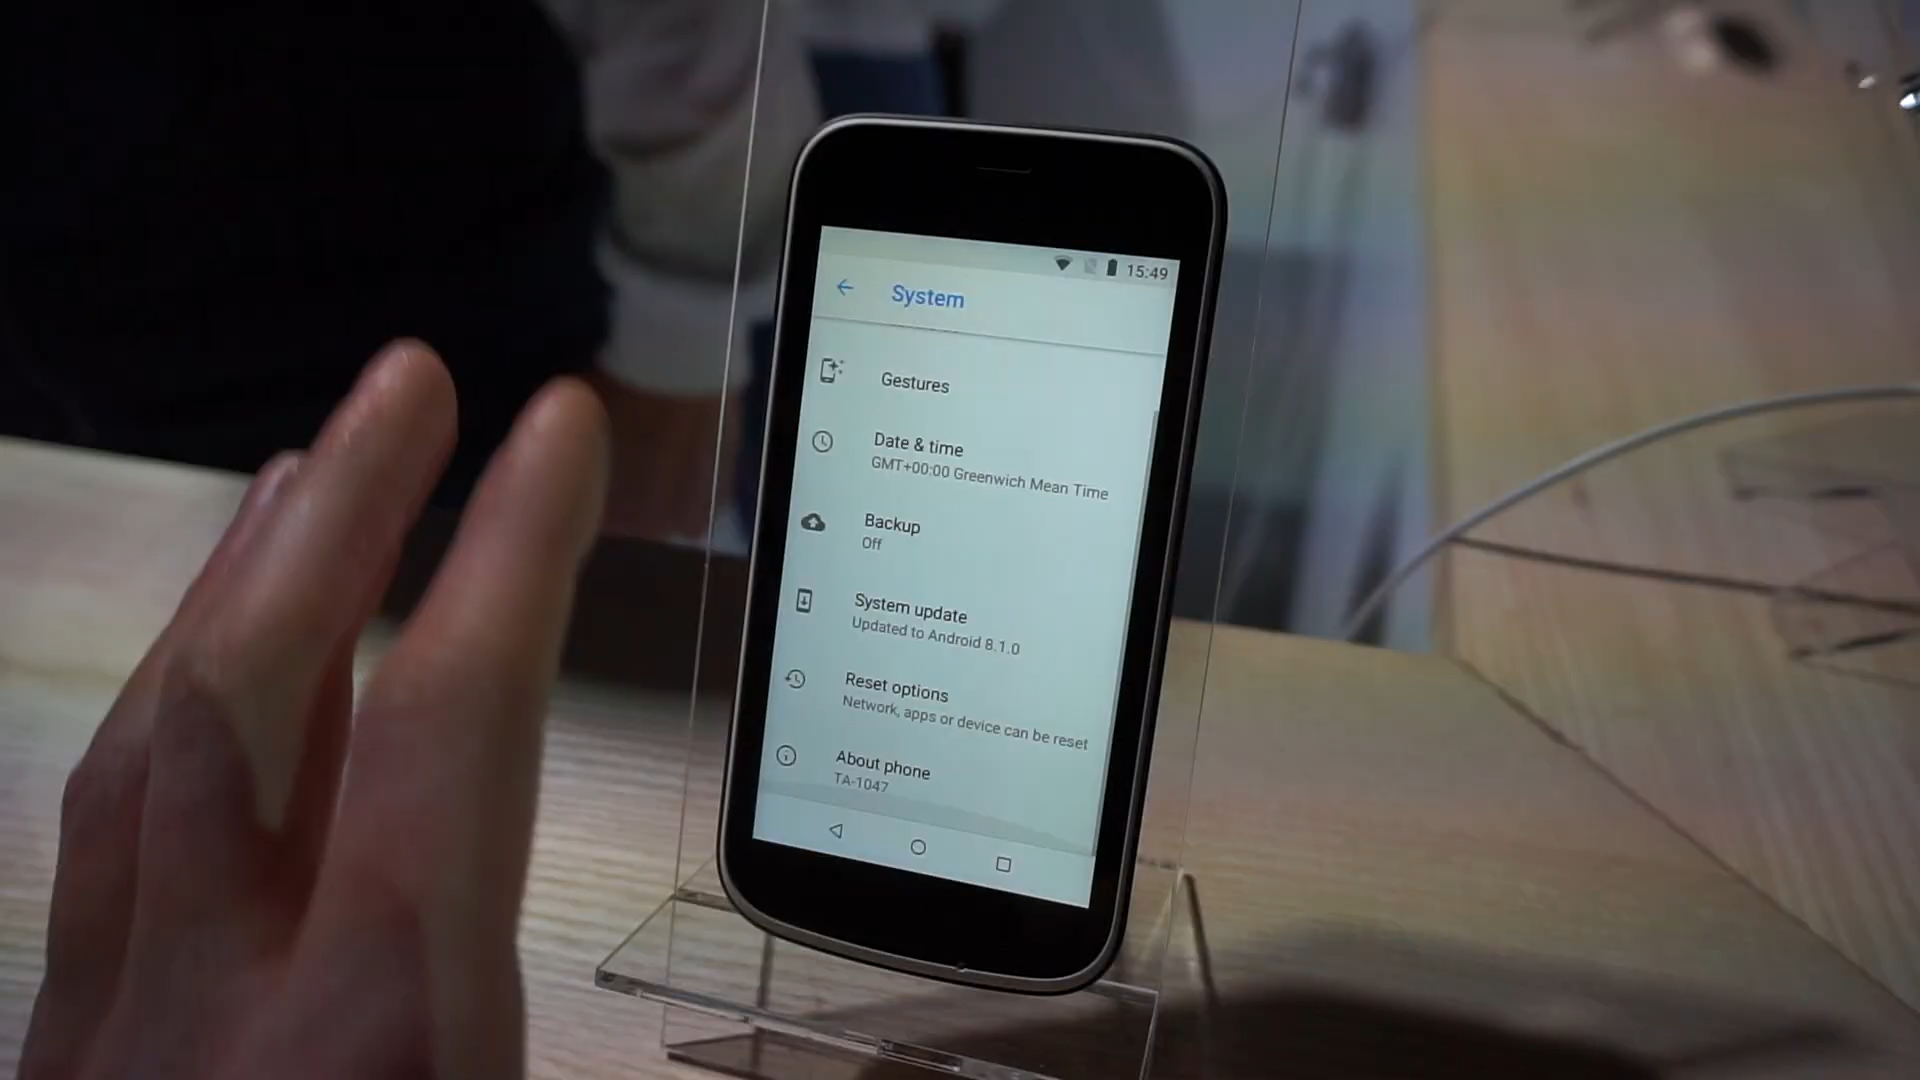 15:49
System
Gestures
Date & time
GMT+00:00 Greenwich Mean Time
Backup
Off
System update
Updated to Android 8.1.0
Reset options
Network, apps or device can be reset
About phone
TA-1047